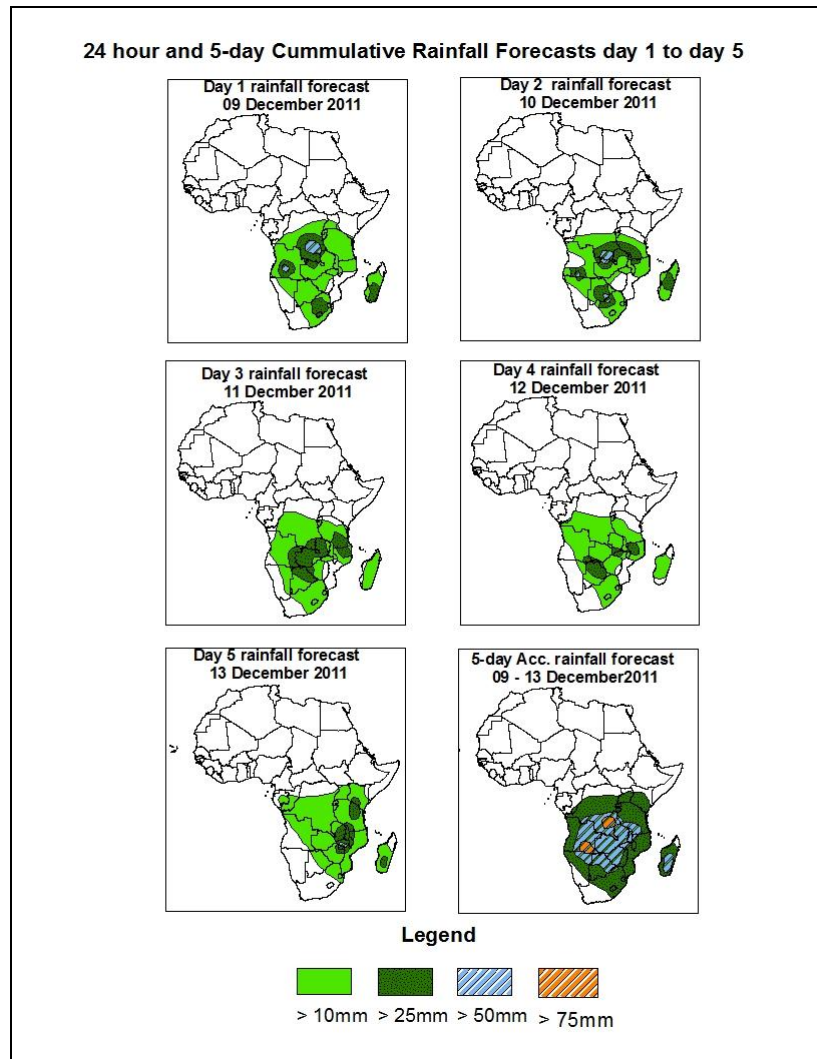 24 hour and 5-day Cummulative Rainfall Forecasts day 1 to day 5
Day 1 rainfall forecast
09 December 2011
Day 2 rainfall forecast
10 December 2011
Day 3 rainfall forecast
11 Decmber 2011
Day 4 rainfall forecast
12 December 2011
Day 5 rainfall forecast
13 December 2011
5-day Acc. rainfall forecast
09 - 13 December2011
Legend
> 10mm > 25mm > 50mm > 75mm